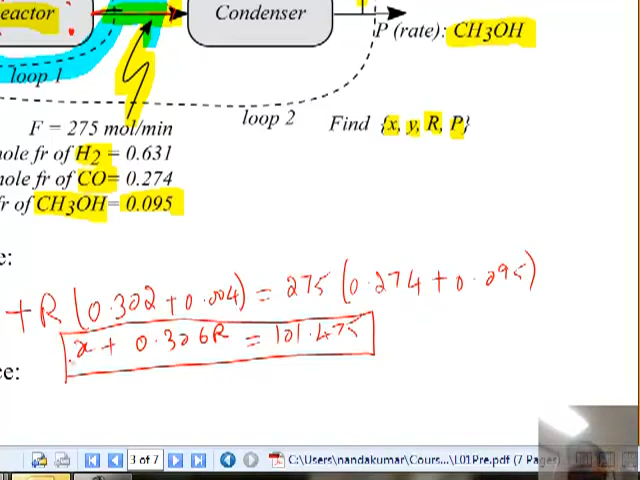 eactor
Condenser
P (rate): CH3OH
loop 1
loop 2
Find {x, y, R, P}
F = 275 mol/min
ole fr of H2 = 0.631
ole fr of CO= 0.274
fr of CH3OH= 0.095
e:
+R (0.302 + 0.004) = 275 (0.274 + 0.095)
x + 0.306R = 101.475
ce:
3 of 7
C:\Users\nandakumar\Cours...\L01Pre.pdf (7 Pages)